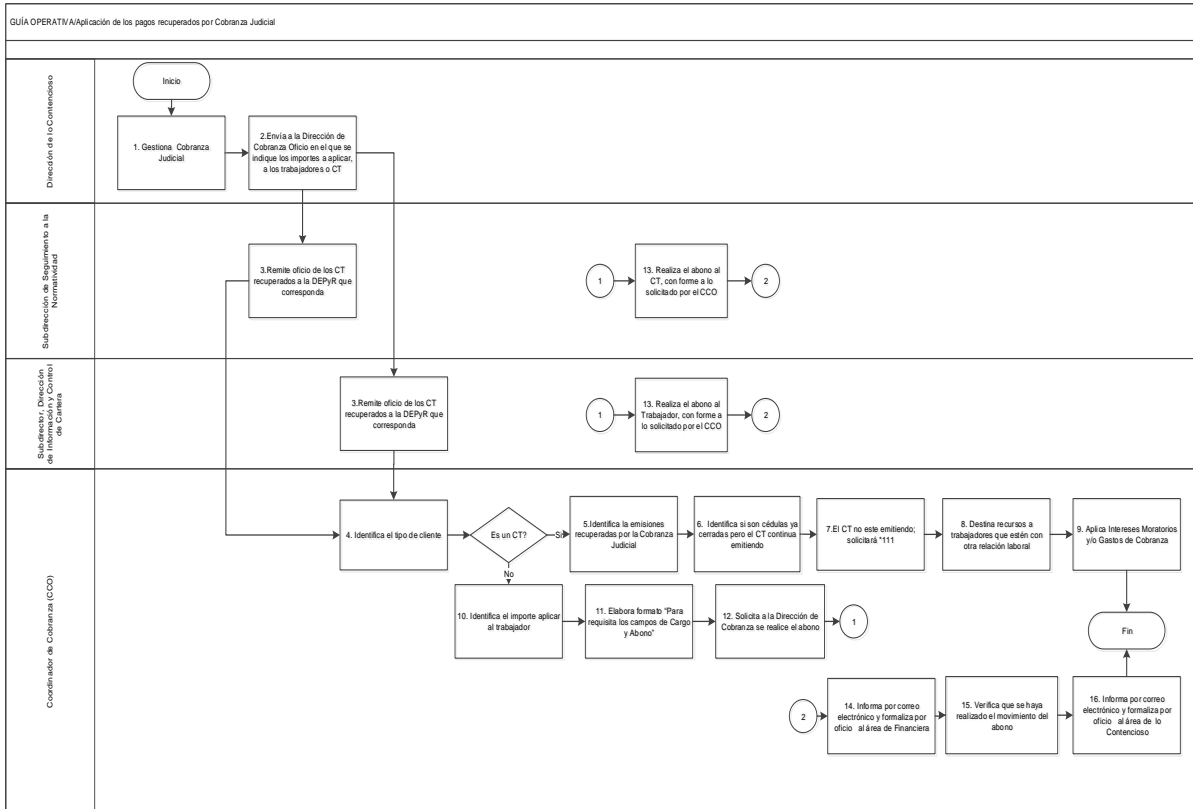 GUÍA OPERATIVA/Aplicación de los pagos recuperados por Cobranza Judicial
Dirección de lo Contencioso
Inicio
1. Gestiona Cobranza
Judicial
2.Envía a la Dirección de
Cobranza Oficio en el que se
indique los importes a aplicar,
a los trabajadores o CT
Subdirección de Seguimiento a la
Normatividad
3.Remite oficio de los CT
recuperados a la DEPyR que
corresponda
1
13. Realiza el abono al
CT, con forme a lo
solicitado por el CCO
2
Subdirector, Dirección
de Información y Control
de Cartera
3.Remite oficio de los CT
recuperados a la DEPyR que
corresponda
1
13. Realiza el abono al
Trabajador, con forme a
lo solicitado por el CCO
2
Coordinador de Cobranza (CCO)
4. Identifica el tipo de cliente
Es un CT?
Sí
5.Identifica la emisiones
recuperadas por la Cobranza
Judicial
6. Identifica si son cédulas ya
cerradas pero el CT continua
emitiendo
7.El CT no este emitiendo;
solicitará *111
8. Destina recursos a
trabajadores que estén con
otra relación laboral
9. Aplica Intereses Moratorios
y/o Gastos de Cobranza
No
10. Identifica el importe aplicar
al trabajador
11. Elabora formato "Para
requisita los campos de Cargo
y Abono"
12. Solicita a la Dirección de
Cobranza se realice el abono
1
Fin
2
14. Informa por correo
electrónico y formaliza por
oficio al área de Financiera
15. Verifica que se haya
realizado el movimiento del
abono
16. Informa por correo
electrónico y formaliza por
oficio al área de lo
Contencioso